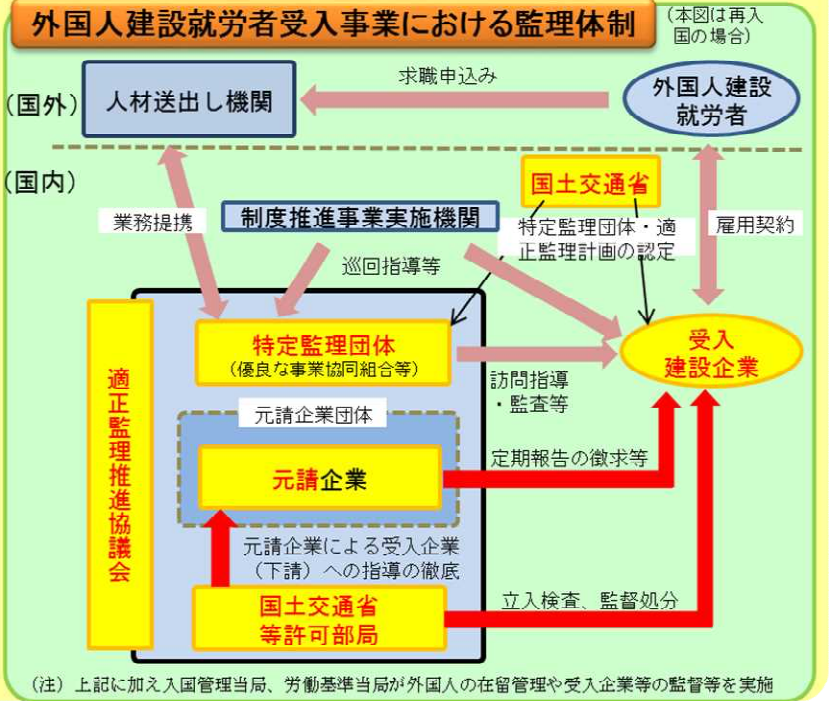 外国人建設就労者受入事業における監理体制
（本図は再入
国の場合）
求職申込み
(国外)
人材送出し機関
外国人建設
就労者
(国内)
国土交通省
業務提携
制度推進事業実施機関
特定監理団体・適
正監理計画の認定
雇用契約
巡回指導等
特定監理団体
（優良な事業協同組合等）
受入
建設企業
訪問指導
・監査等
適正監理推進協議会
元請企業団体
元請企業
定期報告の徴求等
元請企業による受入企業
（下請）への指導の徹底
国土交通省
等許可部局
立入検査、監督処分
（注）上記に加え入国管理当局、労働基準当局が外国人の在留管理や受入企業等の監督等を実施